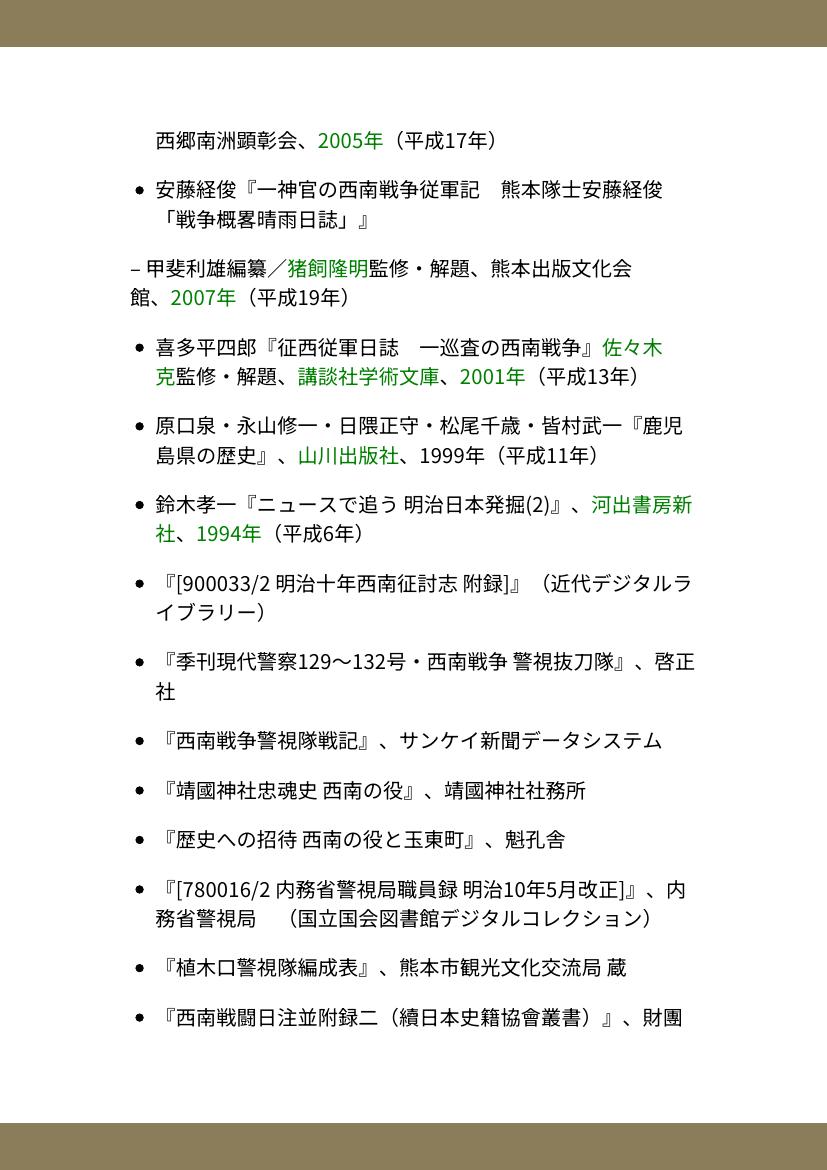 西郷南洲顕彰会、2005年（平成17年）
• 安藤経俊『一神官の西南戦争従軍記　熊本隊士安藤経俊
「戦争概畧晴雨日誌」』
– 甲斐利雄編纂／猪飼隆明監修・解題、熊本出版文化会
館、2007年（平成19年）
• 喜多平四郎『征西従軍日誌　一巡査の西南戦争』佐々木
克監修・解題、講談社学術文庫、2001年（平成13年）
• 原口泉・永山修一・日隈正守・松尾千歳・皆村武一『鹿児
島県の歴史』、山川出版社、1999年（平成11年）
• 鈴木孝一『ニュースで追う 明治日本発掘(2)』、河出書房新
社、1994年（平成6年）
• 『[900033/2 明治十年西南征討志 附録]』（近代デジタルラ
イブラリー）
• 『季刊現代警察129～132号・西南戦争 警視抜刀隊』、啓正
社
• 『西南戦争警視隊戦記』、サンケイ新聞データシステム
• 『靖國神社忠魂史 西南の役』、靖國神社社務所
• 『歴史への招待 西南の役と玉東町』、魁孔舎
• 『[780016/2 内務省警視局職員録 明治10年5月改正]』、内
務省警視局　（国立国会図書館デジタルコレクション）
• 『植木口警視隊編成表』、熊本市観光文化交流局 蔵
• 『西南戦闘日注並附録二（續日本史籍協會叢書）』、財團